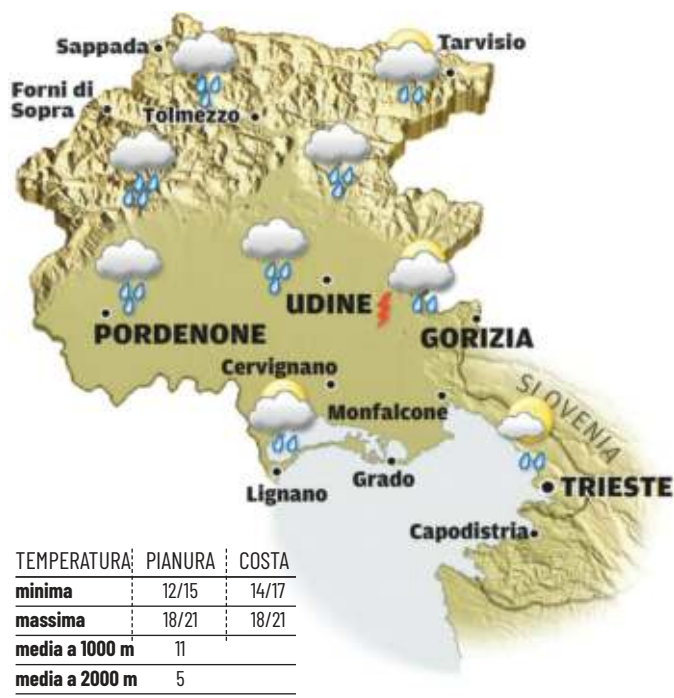 Sappada
Tarvisio
Forni di
Sopra
Tolmezzo
UDINE
PORDENONE
GORIZIA
Cervignano
Monfalcone
SLOVENIA
Lignano
Grado
TRIESTE
Capodistria
TEMPERATURA PIANURA COSTA
minima 12/15 14/17
massima 18/21 18/21
media a 1000 m 11
media a 2000 m 5